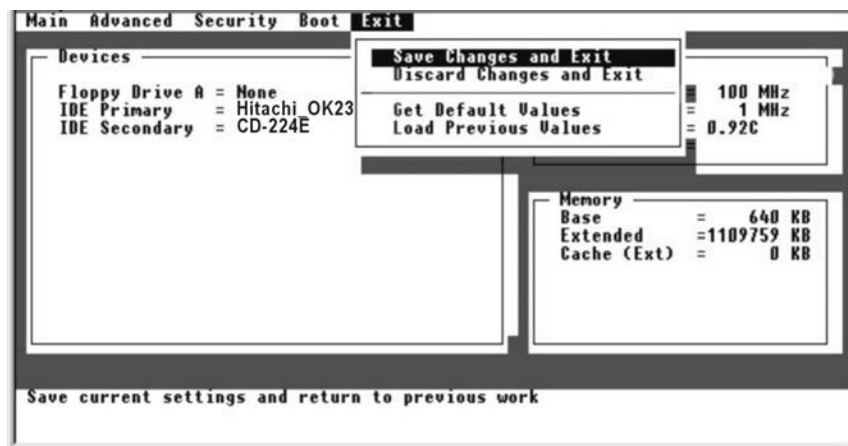 Main Advanced Security Boot Exit
Devices
Floppy Drive A = None
IDE Primary = Hitachi_OK23
IDE Secondary = CD-224E
Save Changes and Exit
Discard Changes and Exit
Get Default Values
Load Previous Values
100 MHz
= 1 MHz
= 0.92C
=
Memory
Base = 640 KB
Extended =1109759 KB
Cache (Ext) = 0 KB
Save current settings and return to previous work